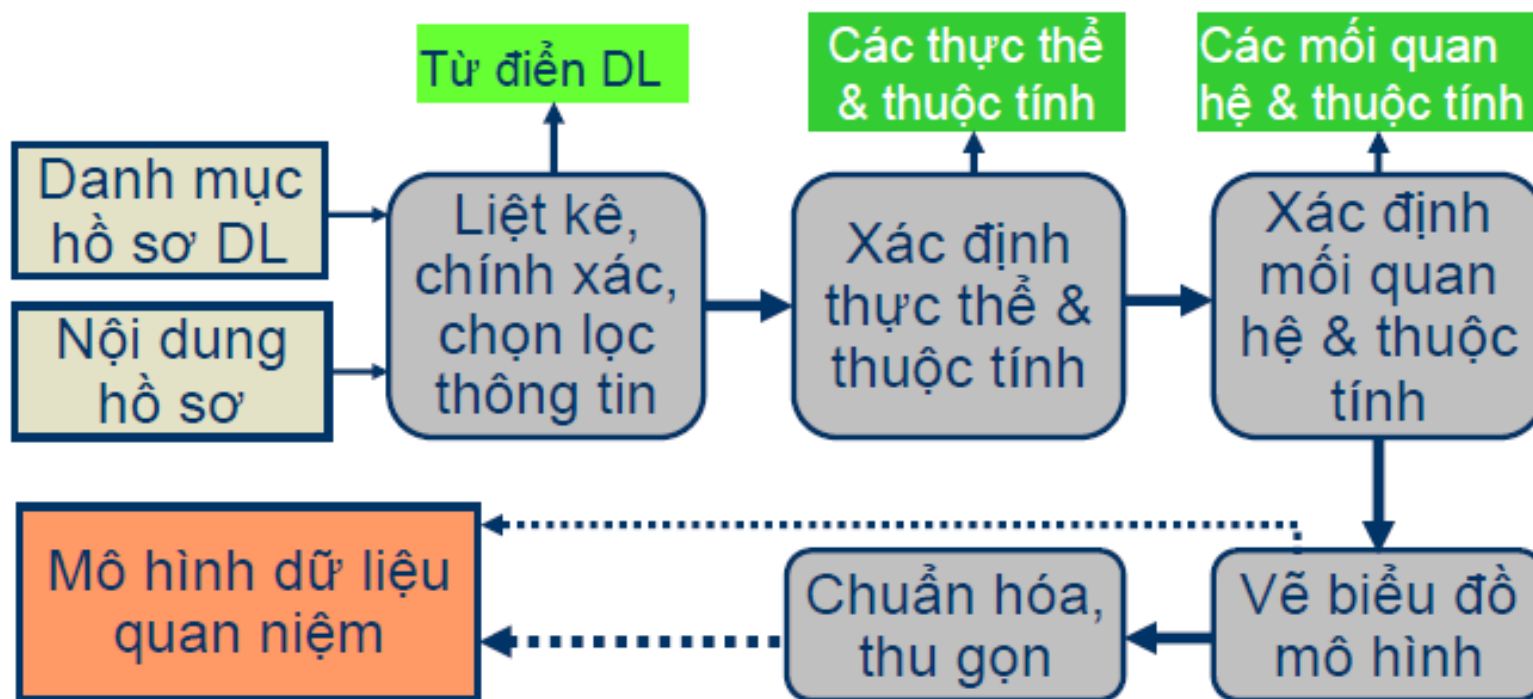 Từ điển DL
Các thực thể
& thuộc tính
Các mối quan
hệ & thuộc tính
Danh mục
hồ sơ DL
Nội dung
hồ sơ
Liệt kê,
chính xác,
chọn lọc
thông tin
Xác định
thực thể &
thuộc tính
Xác định
mối quan
hệ & thuộc
tính
Mô hình dữ liệu
quan niệm
Chuẩn hóa,
thu gọn
Vẽ biểu đồ
mô hình